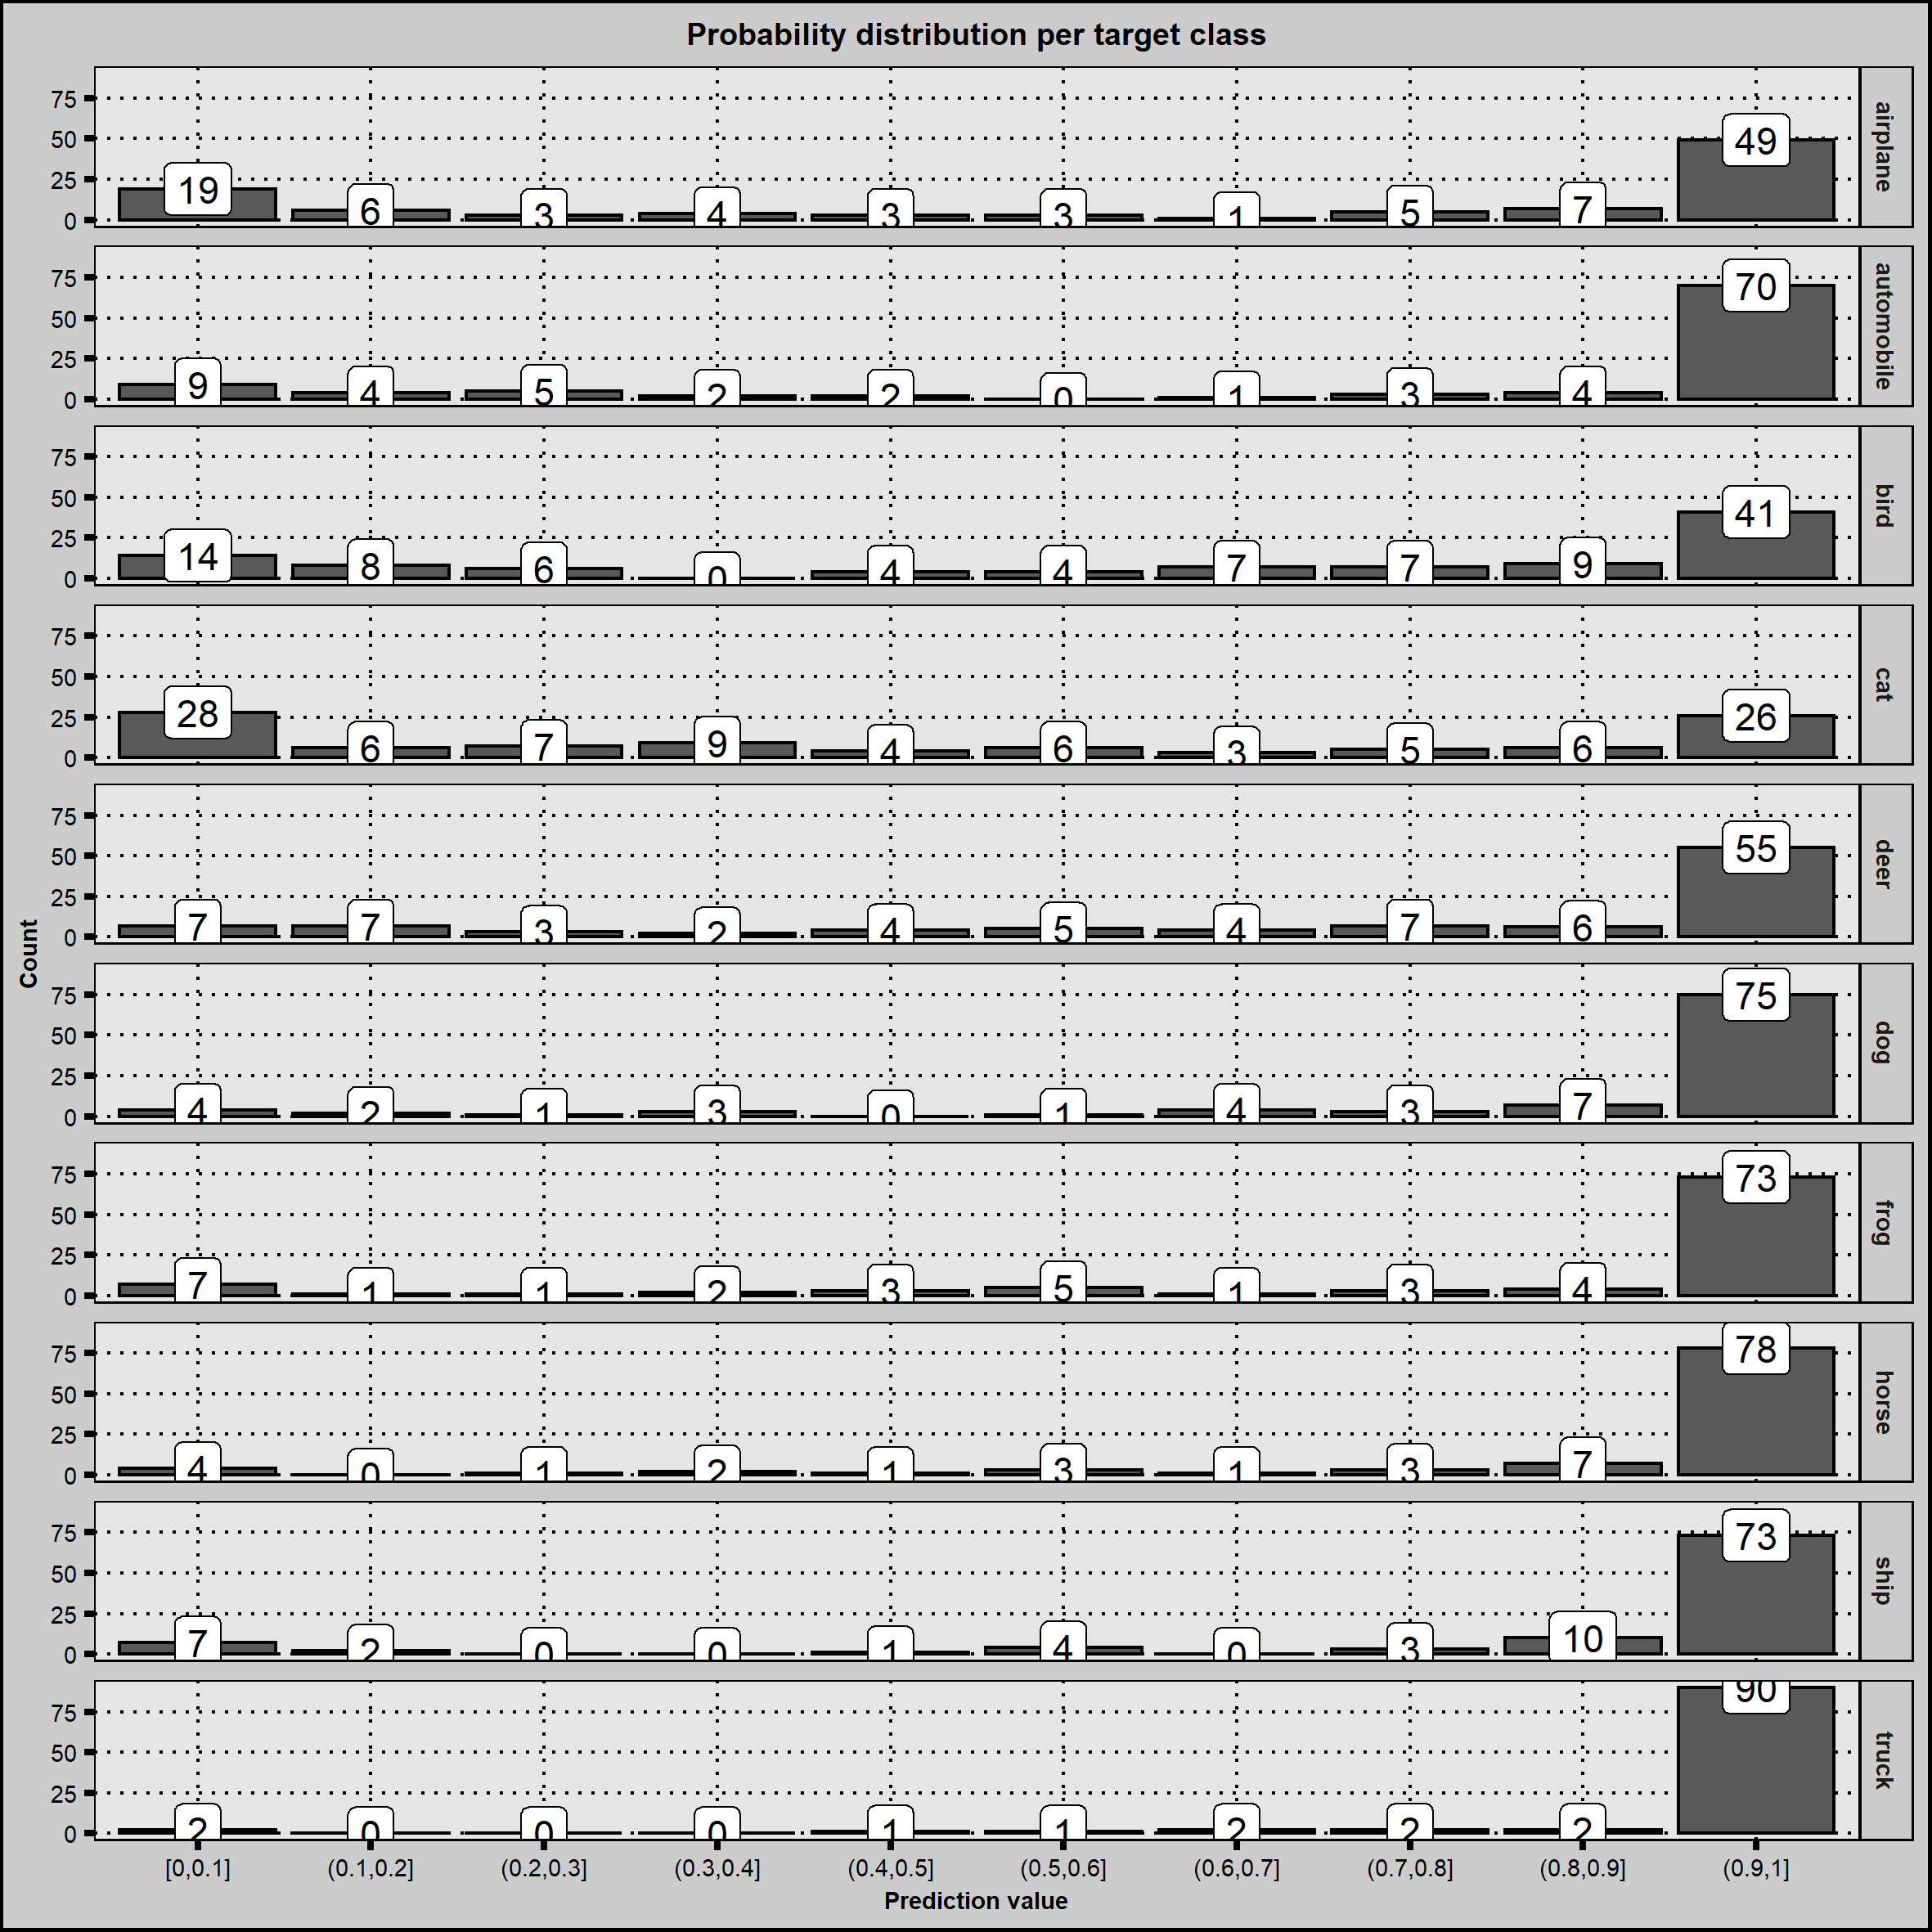 Probability distribution per target class
75
50
25
0
19 6 3 4 3 3 1 5 7 49
airplane
75
50
25
0
9 4 5 2 2 0 1 3 4 70
automobile
75
50
25
0
14 8 6 0 4 4 7 7 9 41
bird
75
50
25
0
28 6 7 9 4 6 3 5 6 26
cat
75
50
25
0
7 7 3 2 4 5 4 7 6 55
deer
Count
75
50
25
0
4 2 1 3 0 1 4 3 7 75
dog
75
50
25
0
7 1 1 2 3 5 1 3 4 73
frog
75
50
25
0
4 0 1 2 1 3 1 3 7 78
horse
75
50
25
0
7 2 0 0 1 4 0 3 10 73
ship
75
50
25
0
2 0 0 0 1 1 2 2 2 90
truck
[0,0.1] (0.1,0.2] (0.2,0.3] (0.3,0.4] (0.4,0.5] (0.5,0.6] (0.6,0.7] (0.7,0.8] (0.8,0.9] (0.9,1]
Prediction value